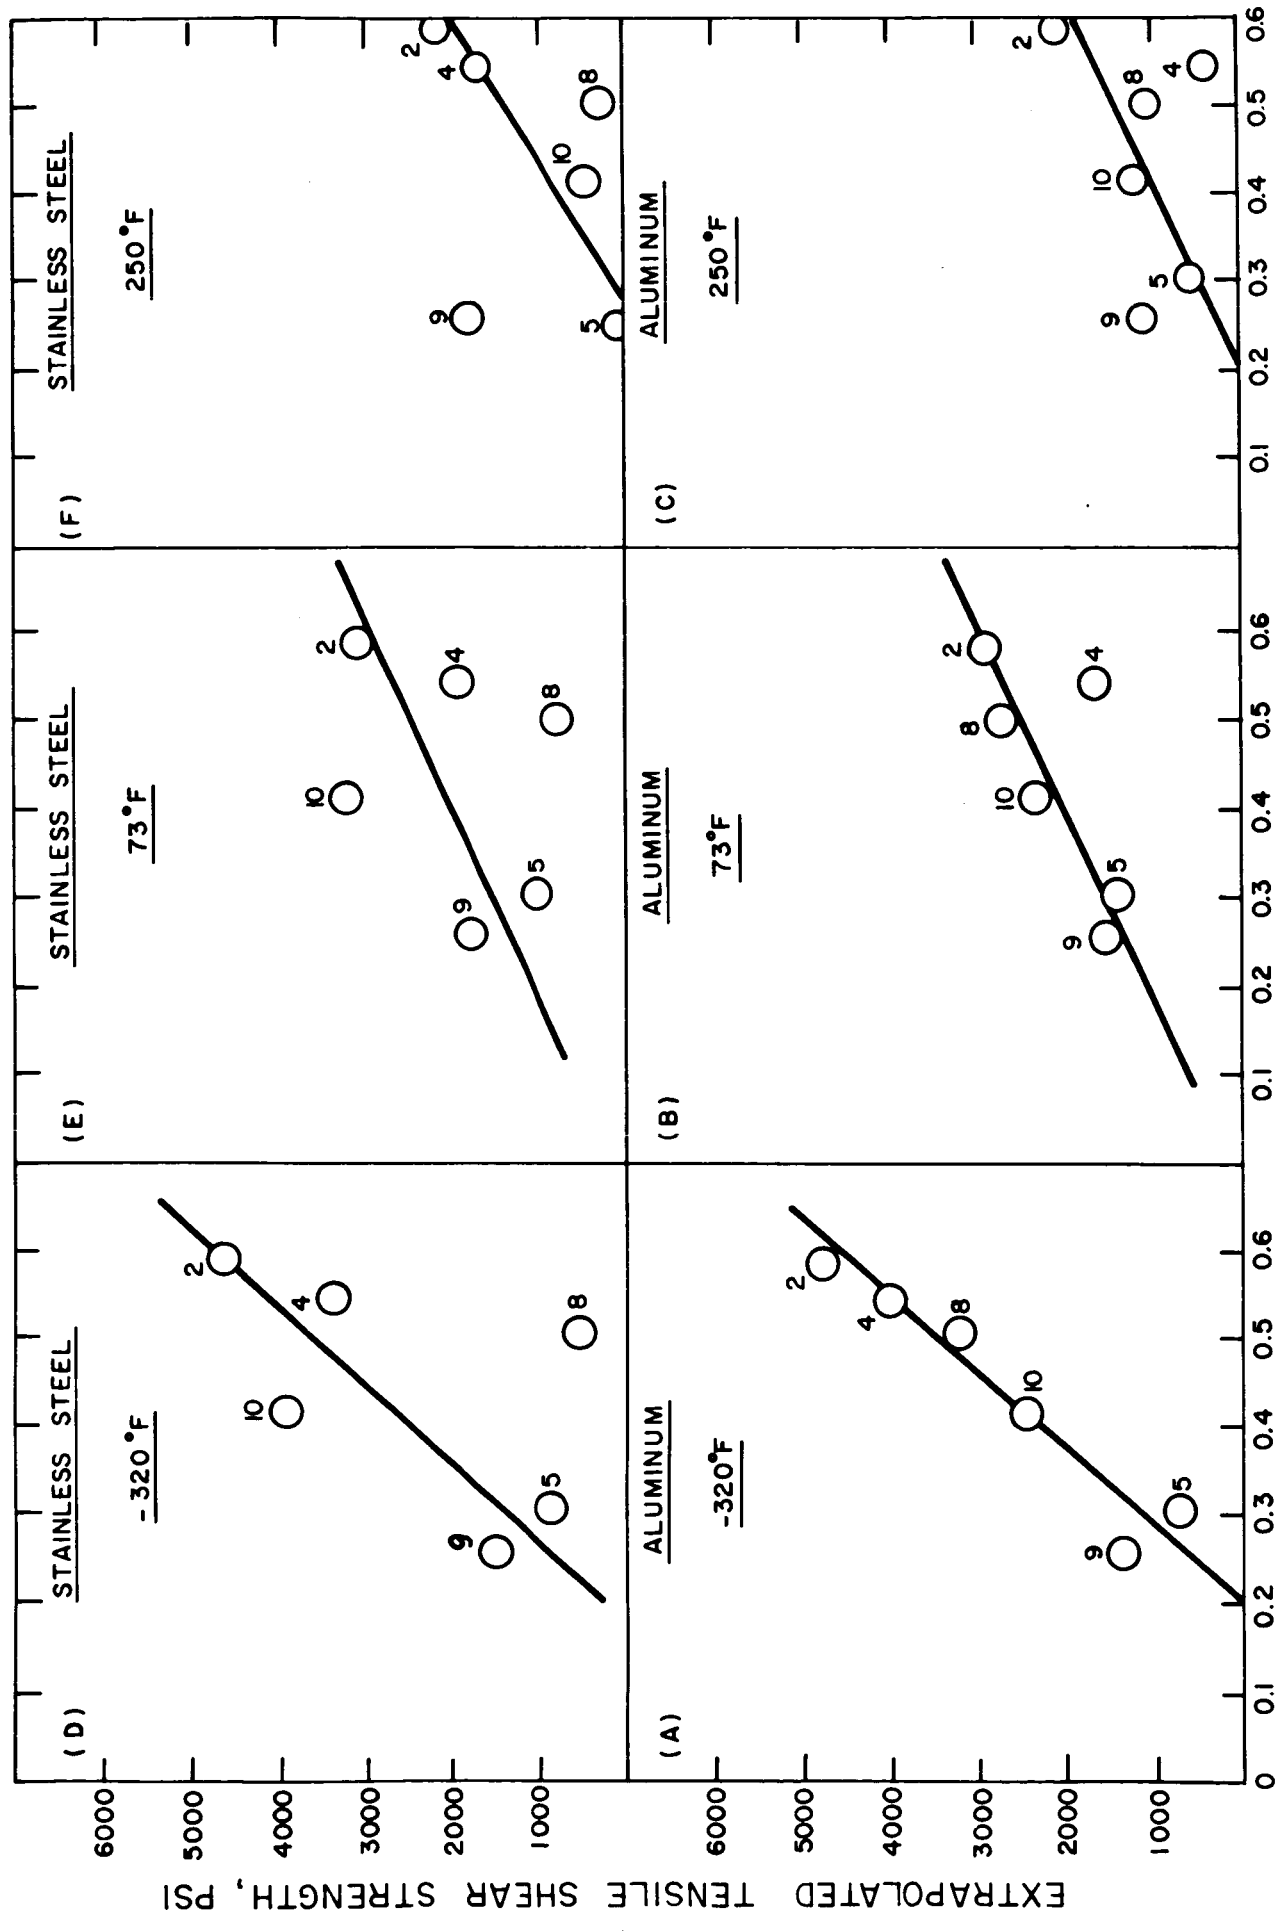 EXTRAPOLATED TENSILE SHEAR STRENGTH, PSI
6000
5000
4000
3000
2000
1000
(D)
STAINLESS STEEL
-320°F
2
4
10
8
5
9
(E)
STAINLESS STEEL
73°F
2
4
10
8
5
9
(F)
STAINLESS STEEL
250°F
2
4
8
10
9
5
6000
5000
4000
3000
2000
1000
(A)
ALUMINUM
-320°F
2
4
8
10
5
9
(B)
ALUMINUM
73°F
2
8
4
10
5
9
(C)
ALUMINUM
250°F
2
8
4
10
5
9
0 0.1 0.2 0.3 0.4 0.5 0.6
0.1 0.2 0.3 0.4 0.5 0.6
0.1 0.2 0.3 0.4 0.5 0.6